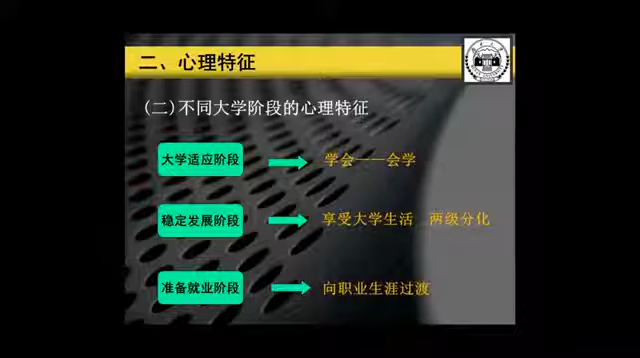 二、心理特征
(二)不同大学阶段的心理特征
大学适应阶段 学会——会学
稳定发展阶段 享受大学生活 两级分化
准备就业阶段 向职业生涯过渡